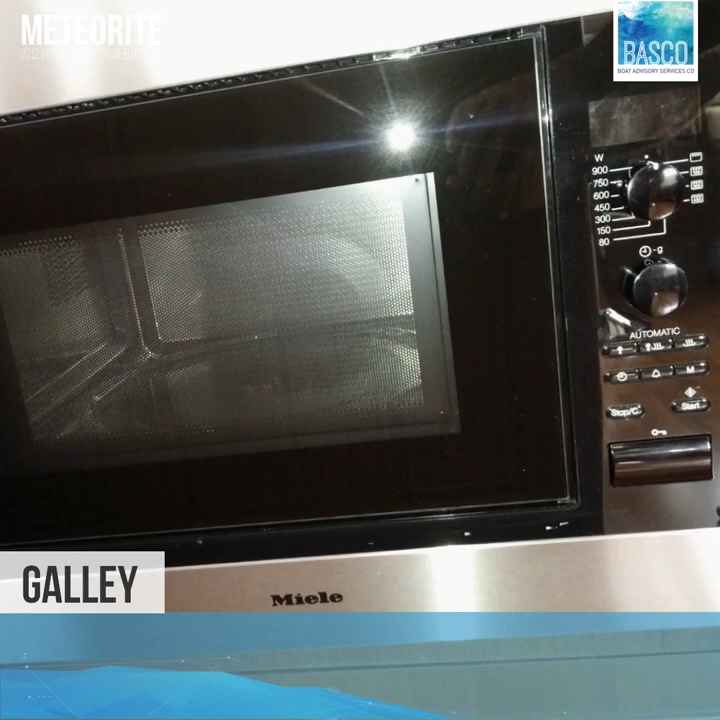 METEORITE
BASCO
BOAT ADVISORY SERVICES CO
W
900
750
600
450
300
150
80
-g
AUTOMATIC
M
Stop/C
Start
GALLEY
Miele